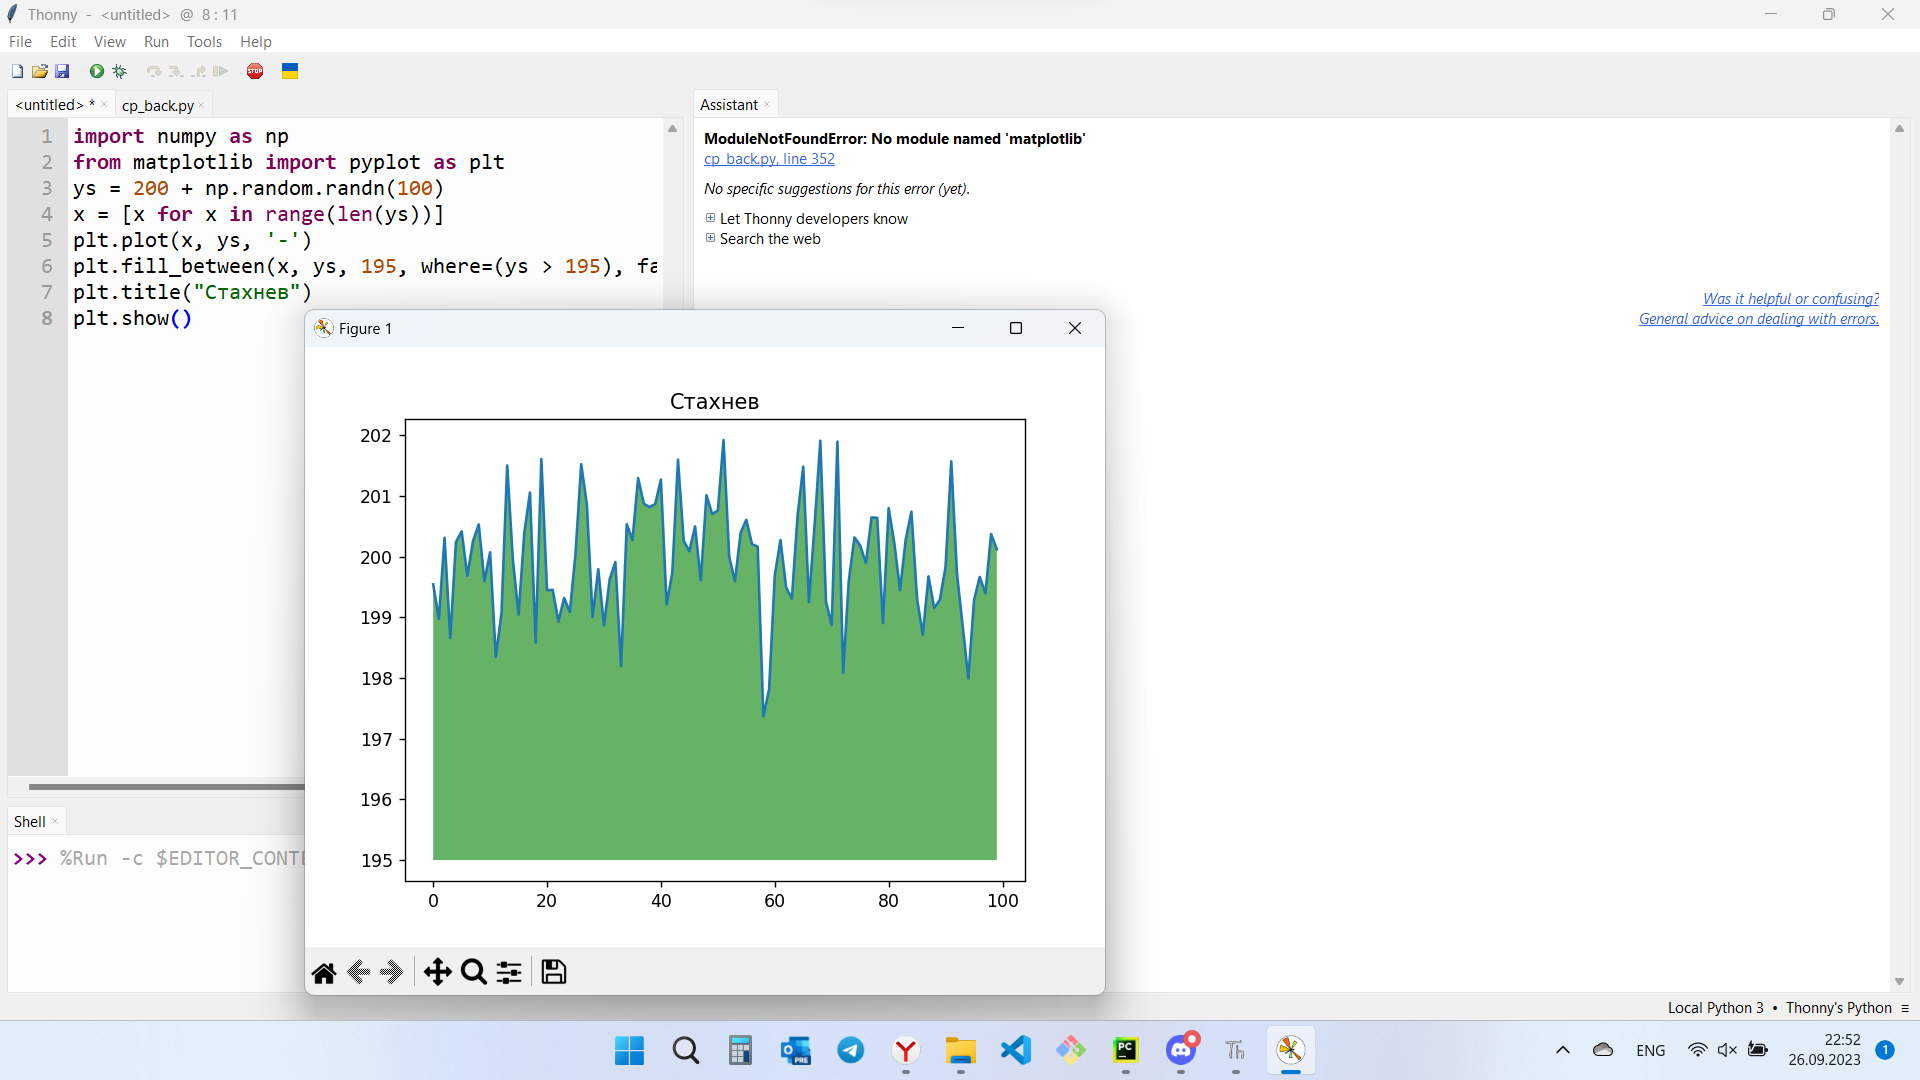 Thonny - <untitled> @ 8 : 11
File Edit View Run Tools Help
STOP
<untitled> * × cp_back.py ×
1 import numpy as np
2 from matplotlib import pyplot as plt
3 ys = 200 + np.random.randn(100)
4 x = [x for x in range(len(ys))]
5 plt.plot(x, ys, '-')
6 plt.fill_between(x, ys, 195, where=(ys > 195), fa
7 plt.title("Стахнев")
8 plt.show()
Assistant ×
ModuleNotFoundError: No module named 'matplotlib'
cp_back.py, line 352
No specific suggestions for this error (yet).
Let Thonny developers know
Search the web
Was it helpful or confusing?
General advice on dealing with errors.
Figure 1
Стахнев
202
201
200
199
198
197
196
195
0 20 40 60 80 100
Shell ×
>>> %Run -c $EDITOR_CONTE
Local Python 3 • Thonny's Python ≡
PRE
PC
Th
ENG
22:52
26.09.2023
1